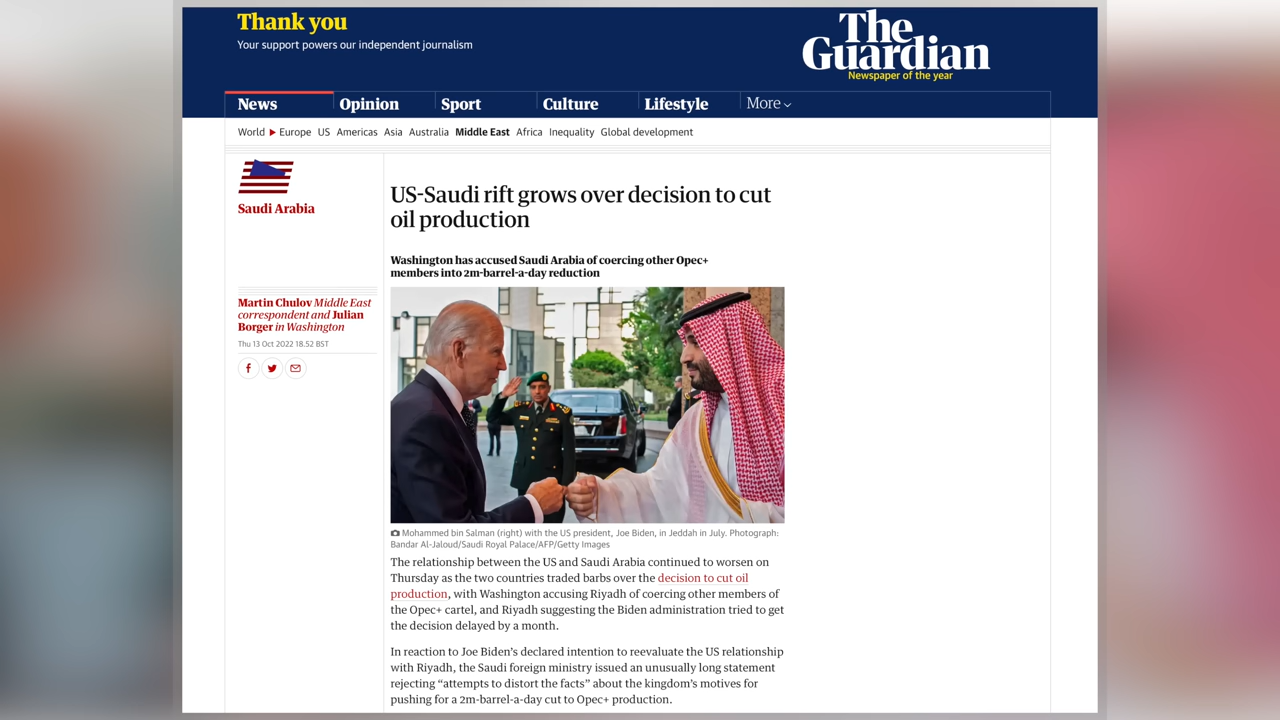 Thank you
Your support powers our independent journalism
The
Guardian
Newspaper of the year
News
Opinion
Sport
Culture
Lifestyle
More
World
Europe
US
Americas
Asia
Australia
Middle East
Africa
Inequality
Global development
Saudi Arabia
US-Saudi rift grows over decision to cut
oil production
Washington has accused Saudi Arabia of coercing other Opec+
members into 2m-barrel-a-day reduction
Martin Chulov Middle East
correspondent and Julian
Borger in Washington
Thu 13 Oct 2022 18.52 BST
Mohammed bin Salman (right) with the US president, Joe Biden, in Jeddah in July. Photograph:
Bandar Al-Jaloud/Saudi Royal Palace/AFP/Getty Images
The relationship between the US and Saudi Arabia continued to worsen on
Thursday as the two countries traded barbs over the decision to cut oil
production, with Washington accusing Riyadh of coercing other members of
the Opec+ cartel, and Riyadh suggesting the Biden administration tried to get
the decision delayed by a month.
In reaction to Joe Biden’s declared intention to reevaluate the US relationship
with Riyadh, the Saudi foreign ministry issued an unusually long statement
rejecting “attempts to distort the facts” about the kingdom’s motives for
pushing for a 2m-barrel-a-day cut to Opec+ production.